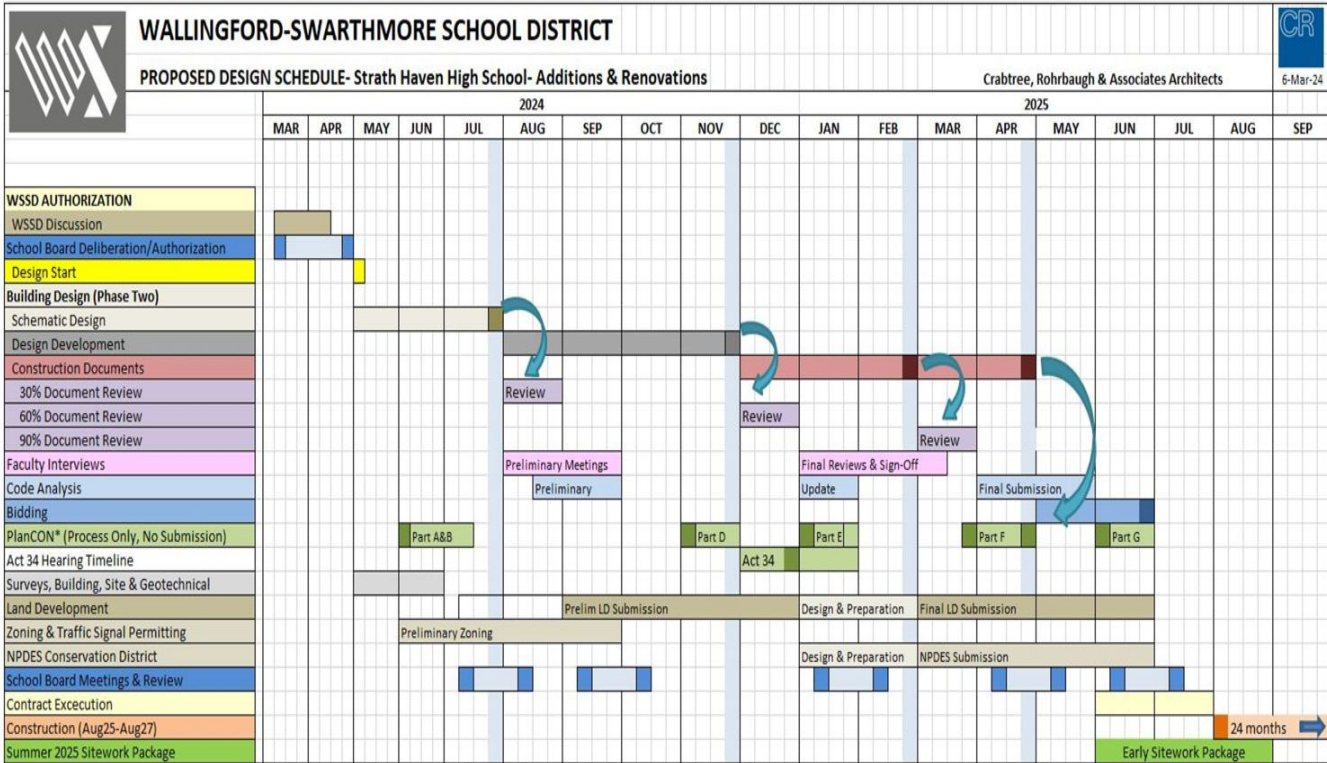 WALLINGFORD-SWARTHMORE SCHOOL DISTRICT
CR
PROPOSED DESIGN SCHEDULE- Strath Haven High School- Additions & Renovations
Crabtree, Rohrbaugh & Associates Architects
6-Mar-24
2024 2025
MAR APR MAY JUN JUL AUG SEP OCT NOV DEC JAN FEB MAR APR MAY JUN JUL AUG SEP
WSSD AUTHORIZATION
WSSD Discussion
School Board Deliberation/Authorization
Design Start
Building Design (Phase Two)
Schematic Design
Design Development
Construction Documents
30% Document Review Review
60% Document Review Review
90% Document Review Review
Faculty Interviews Preliminary Meetings Final Reviews & Sign-Off
Code Analysis Preliminary Update Final Submission
Bidding
PlanCON* (Process Only, No Submission) Part A&B Part D Part E Part F Part G
Act 34 Hearing Timeline Act 34
Surveys, Building, Site & Geotechnical
Land Development Prelim LD Submission Design & Preparation Final LD Submission
Zoning & Traffic Signal Permitting Preliminary Zoning
NPDES Conservation District Design & Preparation NPDES Submission
School Board Meetings & Review
Contract Excecution
Construction (Aug25-Aug27) 24 months
Summer 2025 Sitework Package Early Sitework Package